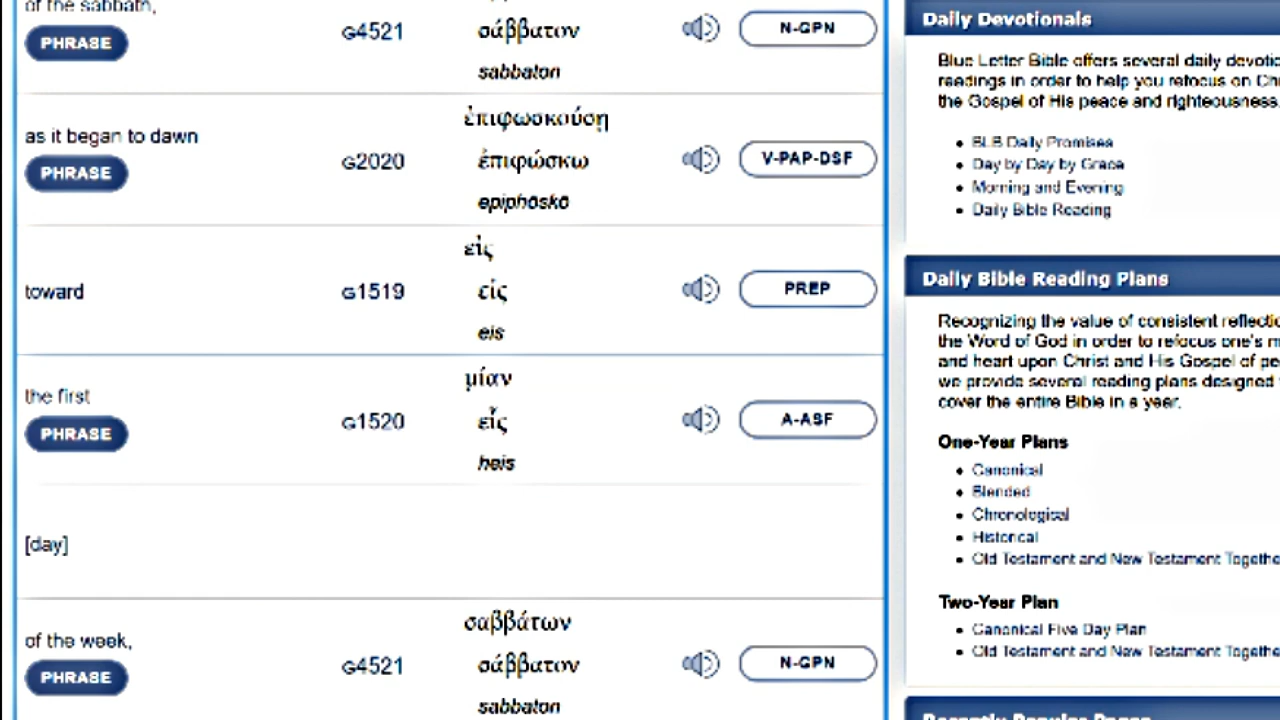 of the sabbath,
PHRASE
G4521
σάββατον
sabbaton
N-GPN
as it began to dawn
PHRASE
G2020
ἐπιφωσκούσῃ
ἐπιφώσκω
epiphōskō
V-PAP-DSF
toward
G1519
εἰς
εἰς
eis
PREP
the first
PHRASE
G1520
μίαν
εἷς
heis
A-ASF
[day]
of the week,
PHRASE
G4521
σαββάτων
σάββατον
sabbaton
N-GPN
Daily Devotionals
Blue Letter Bible offers several daily
readings in order to help you refocus on
the Gospel of His peace and righteousness.
• BLB Daily Promises
• Day by Day by Grace
• Morning and Evening
• Daily Bible Reading
Daily Bible Reading Plans
Recognizing the value of consistent
the Word of God in order to refocus one's
and heart upon Christ and His Gospel of
we provide several reading plans designed
cover the entire Bible in a year.
One-Year Plans
• Canonical
• Blended
• Chronological
• Historical
• Old Testament and New Testament
Two-Year Plan
• Canonical Five Day Plan
• Old Testament and New Testament